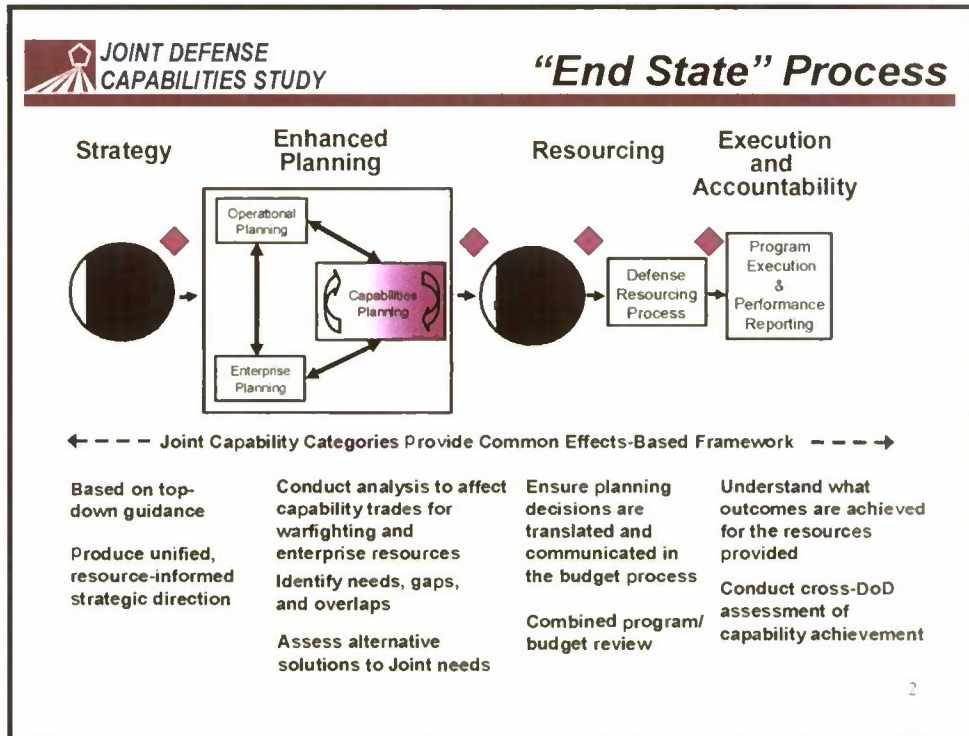 JOINT DEFENSE
CAPABILITIES STUDY
“End State” Process
Strategy
Enhanced
Planning
Resourcing
Execution
and
Accountability
Operational
Planning
Capabilities
Planning
Enterprise
Planning
Defense
Resourcing
Process
Program
Execution
&
Performance
Reporting
Joint Capability Categories Provide Common Effects-Based Framework
Based on top-
down guidance
Produce unified,
resource-informed
strategic direction
Conduct analysis to affect
capability trades for
warfighting and
enterprise resources
Identify needs, gaps,
and overlaps
Assess alternative
solutions to Joint needs
Ensure planning
decisions are
translated and
communicated in
the budget process
Combined program/
budget review
Understand what
outcomes are achieved
for the resources
provided
Conduct cross-DoD
assessment of
capability achievement
2